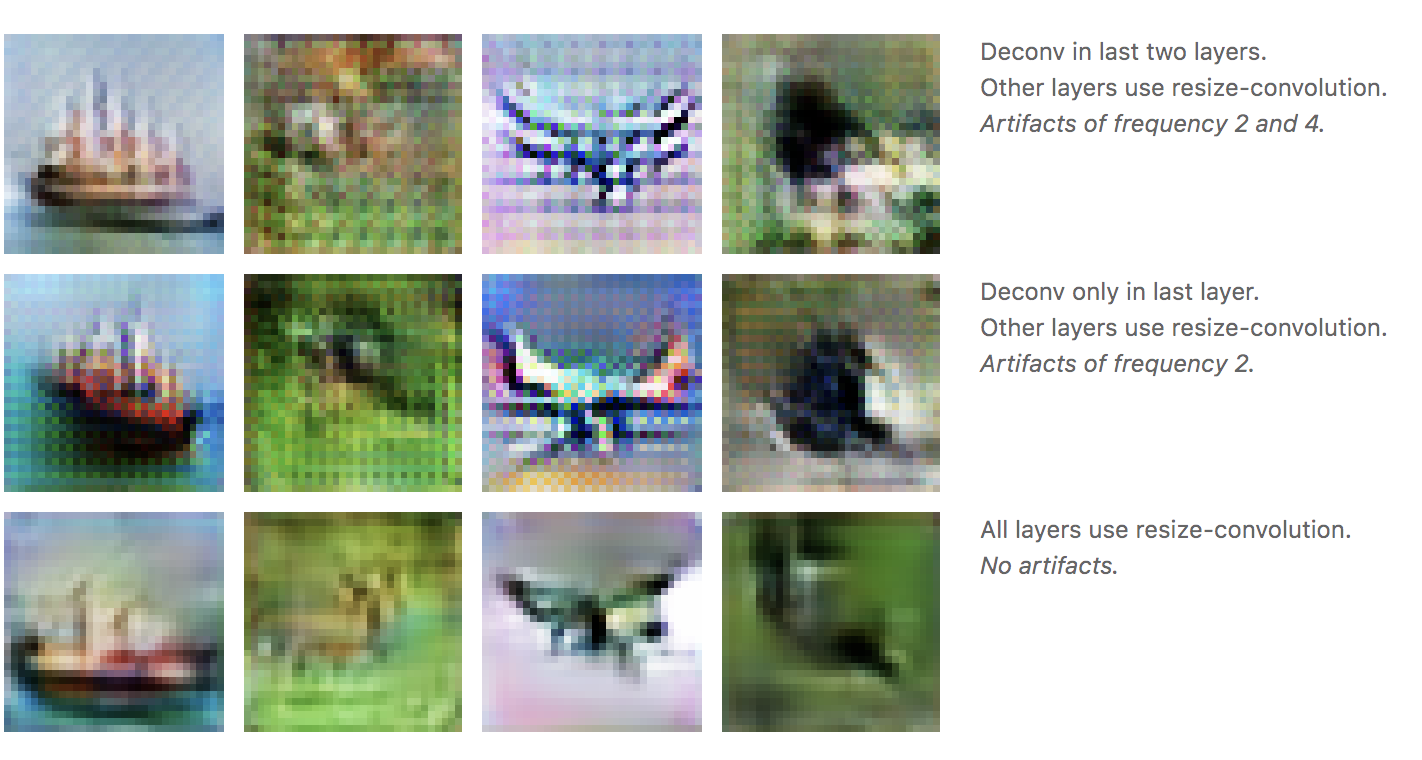 Deconv in last two layers.
Other layers use resize-convolution.
Artifacts of frequency 2 and 4.
Deconv only in last layer.
Other layers use resize-convolution.
Artifacts of frequency 2.
All layers use resize-convolution.
No artifacts.